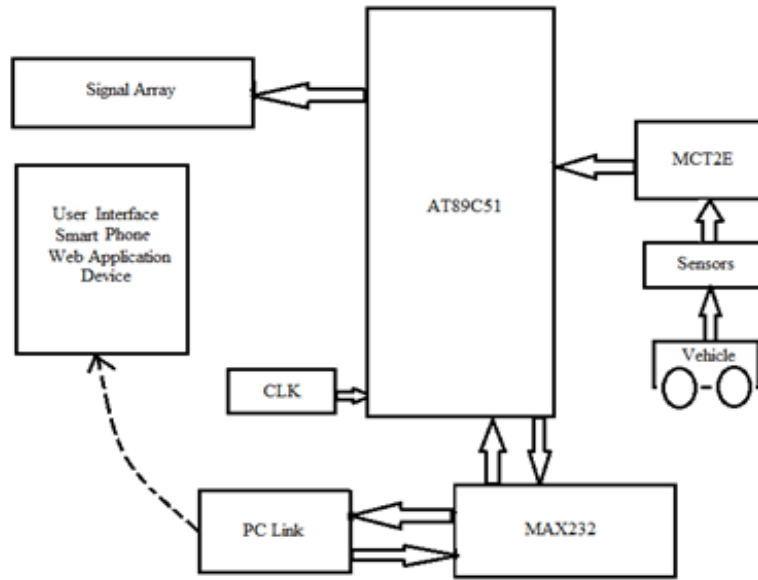 Signal Array
MCT2E
AT89C51
User Interface
Smart Phone
Web Application
Device
Sensors
Vehicle
CLK
PC Link
MAX232